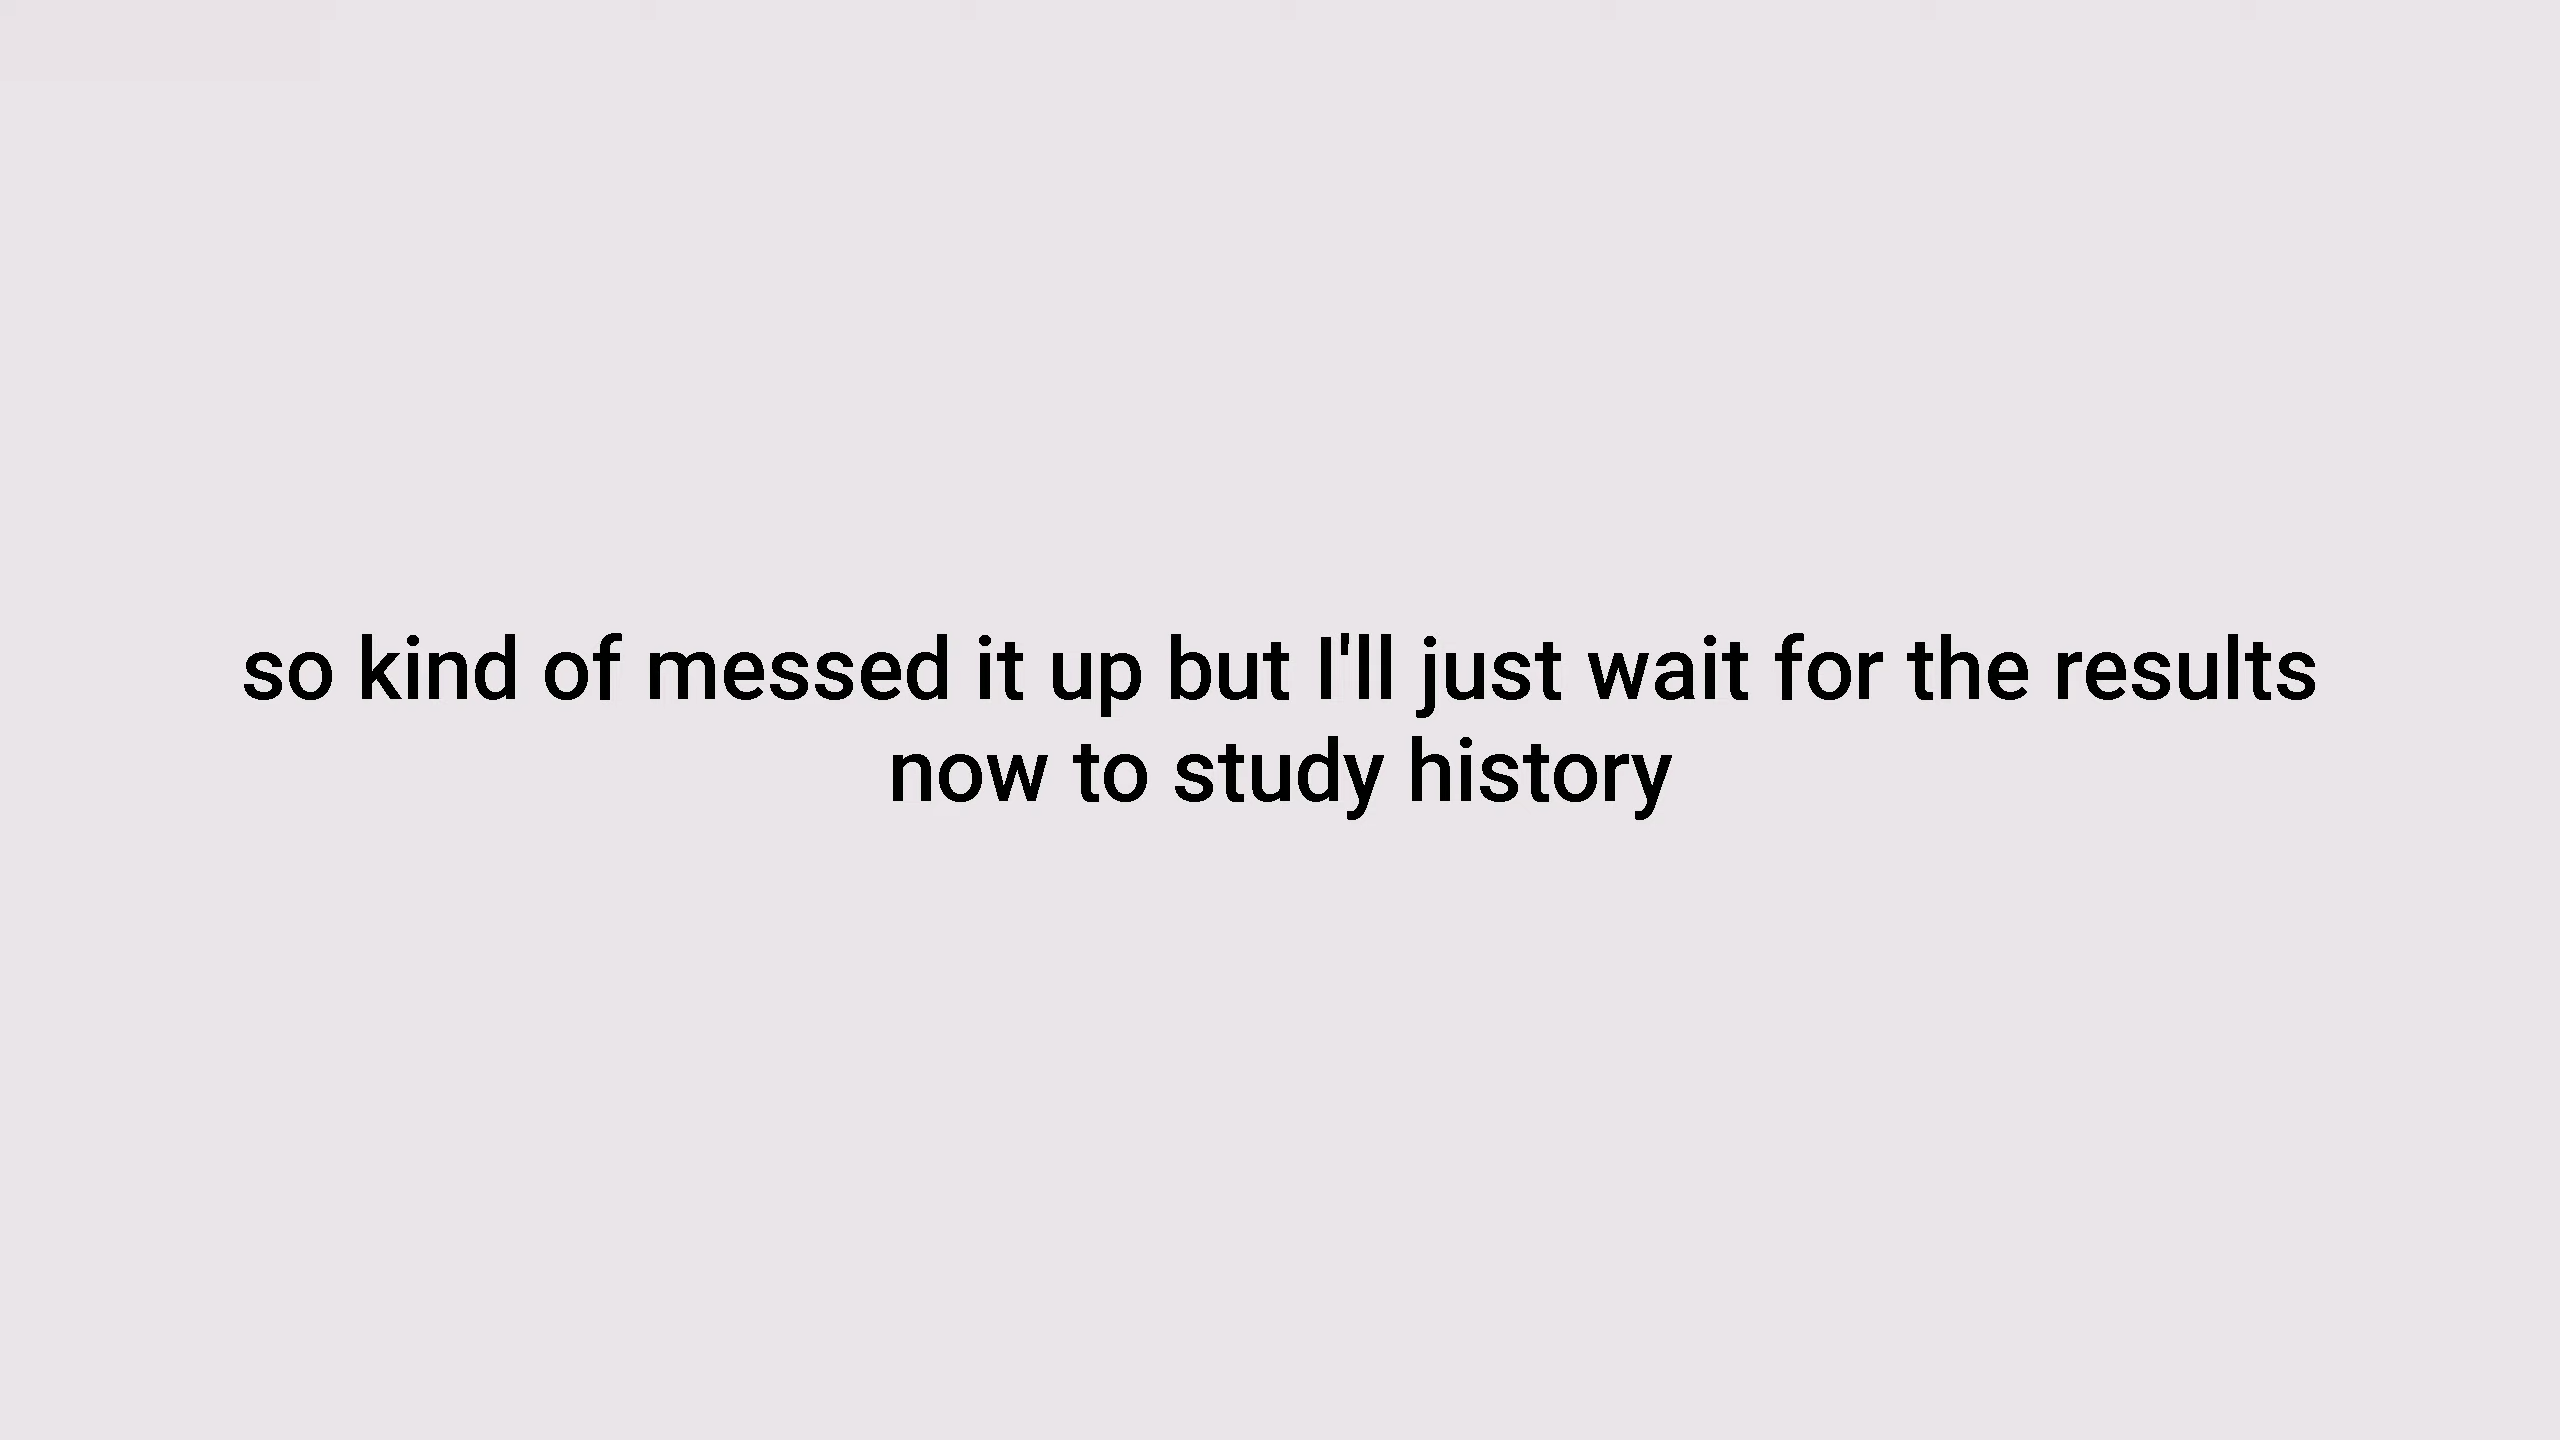 so kind of messed it up but I'll just wait for the results
now to study history